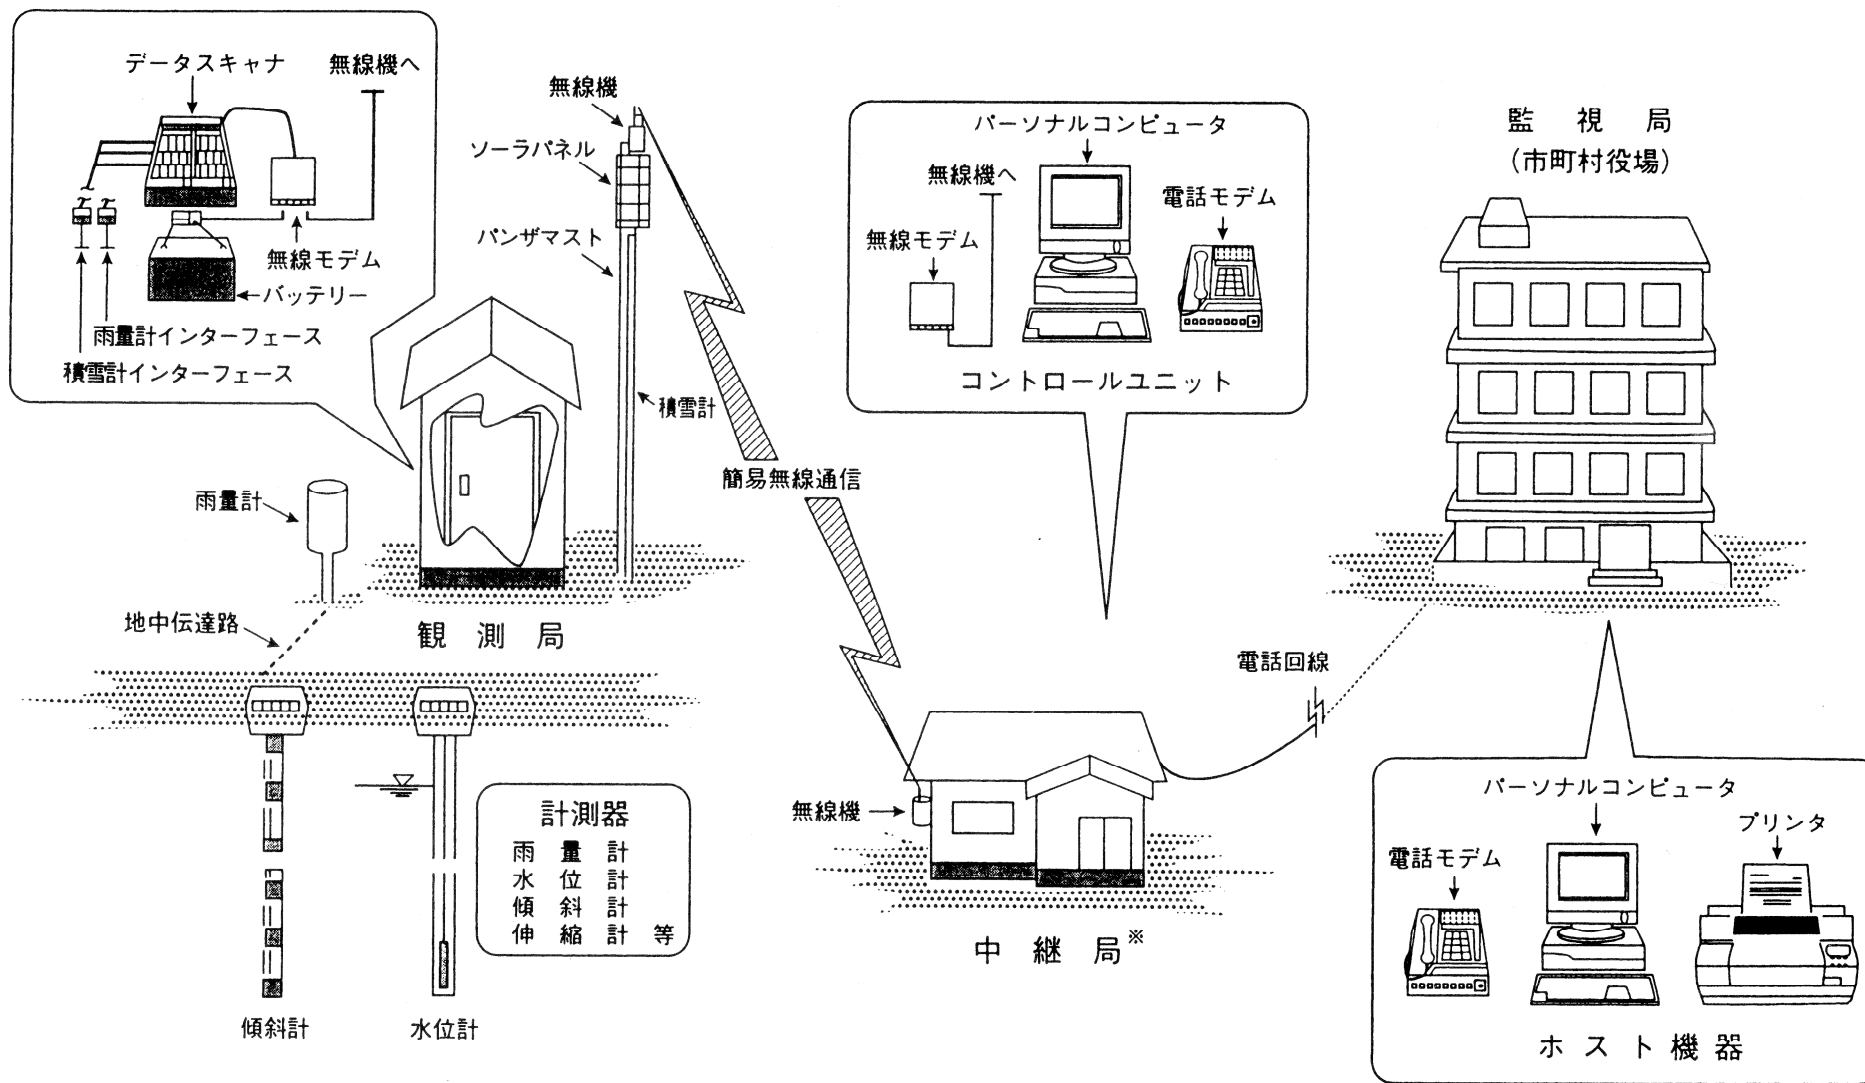 データスキャナ
無線機へ
無線モデム
バッテリー
雨量計インターフェース
積雪計インターフェース
無線機
ソーラパネル
パンザマスト
積雪計
雨量計
地中伝達路
観測局
簡易無線通信
計測器
雨量計
水位計
傾斜計
伸縮計等
傾斜計
水位計
パーソナルコンピュータ
無線機へ
電話モデム
無線モデム
コントロールユニット
無線機
中継局※
電話回線
監視局
(市町村役場)
パーソナルコンピュータ
プリンタ
電話モデム
ホスト機器